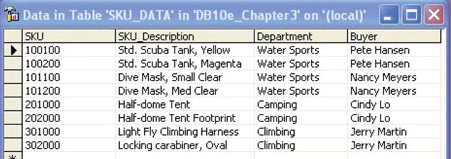 Data in Table 'SKU_DATA' in 'DB10e_Chapter3' on '(local)'
SKU SKU_Description Department Buyer
100100 Std. Scuba Tank, Yellow Water Sports Pete Hansen
100200 Std. Scuba Tank, Magenta Water Sports Pete Hansen
101100 Dive Mask, Small Clear Water Sports Nancy Meyers
101200 Dive Mask, Med Clear Water Sports Nancy Meyers
201000 Half-dome Tent Camping Cindy Lo
202000 Half-dome Tent Footprint Camping Cindy Lo
301000 Light Fly Climbing Harness Climbing Jerry Martin
302000 Locking carabiner, Oval Climbing Jerry Martin